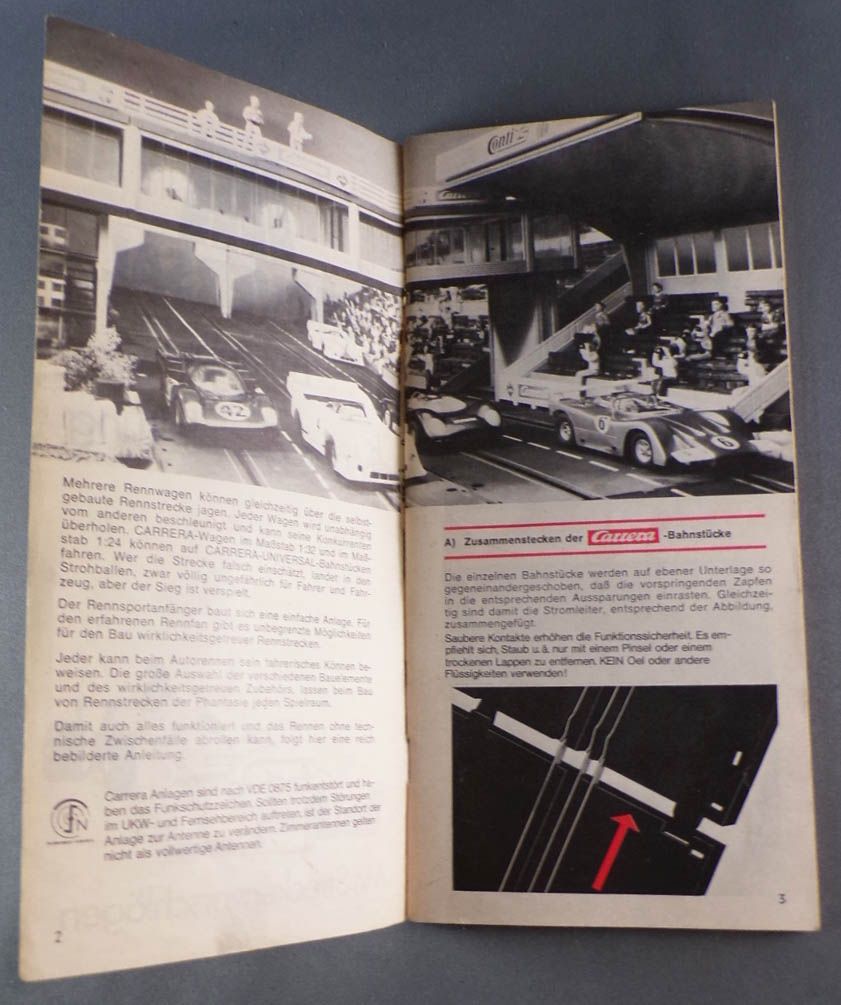 42
Mehrere Rennwagen können gleichzeitig über die selbst-
gebaute Rennstrecke jagen. Jeder Wagen wird unabhängig
vom anderen beschleunigt und kann seine Konkurrenten
überholen. CARRERA-Wagen im Maßstab 1:32 und im Maß-
stab 1:24 können auf CARRERA-UNIVERSAL-Bahnstücken
fahren. Wer die Strecke falsch einschätzt, landet in den
Strohballen, zwar völlig ungefährlich für Fahrer und Fahr-
zeug, aber der Sieg ist verspielt.
Der Rennsportanfänger baut sich eine einfache Anlage. Für
den erfahrenen Rennfan gibt es unbegrenzte Möglichkeiten
für den Bau wirklichkeitsgetreuer Rennstrecken.
Jeder kann beim Autorennen sein fahrerisches Können be-
weisen. Die große Auswahl der verschiedenen Bauelemente
und des wirklichkeitsgetreuen Zubehörs, lassen beim Bau
von Rennstrecken der Phantasie jeden Spielraum.
Damit auch alles funktioniert und das Rennen ohne tech-
nische Zwischenfälle abrollen kann, folgt hier eine reich
bebilderte Anleitung.
Carrera Anlagen sind nach VDE 0875 funkentstört und ha-
ben das Funkschutzzeichen. Sollten trotzdem Störungen
im UKW- und Fernsehbereich auftreten, ist der Standort der
Anlage zur Antenne zu verändern. Zimmerantennen gelten
nicht als vollwertige Antennen.
2
Conti
Carrera
0
6
A) Zusammenstecken der Carrera -Bahnstücke
Die einzelnen Bahnstücke werden auf ebener Unterlage so
gegeneinandergeschoben, daß die vorspringenden Zapfen
in die entsprechenden Aussparungen einrasten. Gleichzei-
tig sind damit die Stromleiter, entsprechend der Abbildung,
zusammengefügt.
Saubere Kontakte erhöhen die Funktionssicherheit. Es em-
pfiehlt sich, Staub u.ä. nur mit einem Pinsel oder einem
trockenen Lappen zu entfernen. KEIN Oel oder andere
Flüssigkeiten verwenden!
3